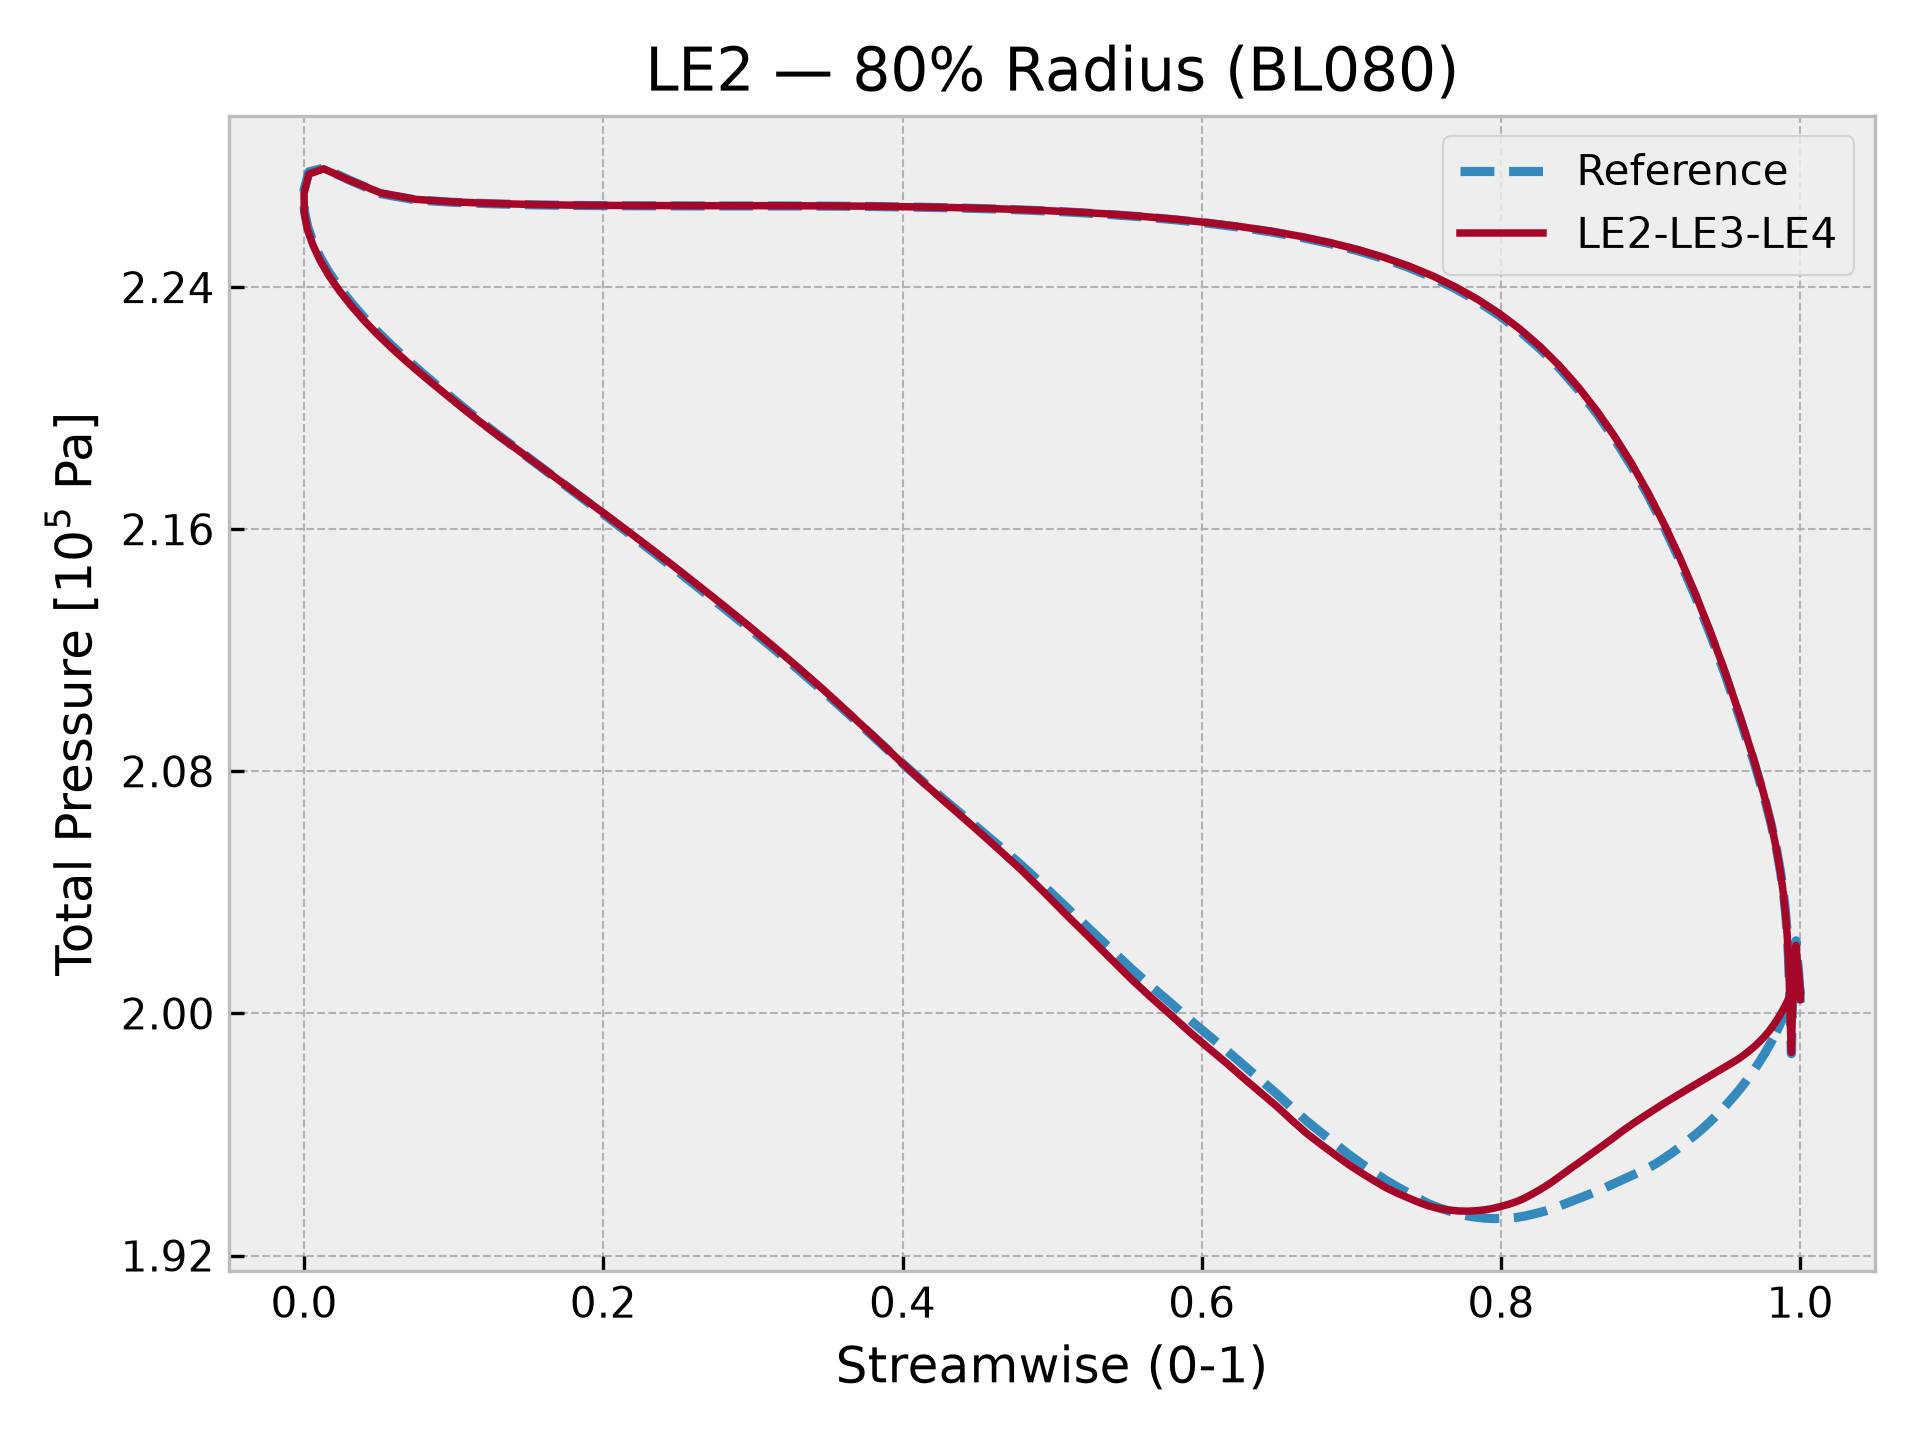 LE2 — 80% Radius (BL080)
Reference
LE2-LE3-LE4
Total Pressure [10⁵ Pa]
2.24
2.16
2.08
2.00
1.92
0.0 0.2 0.4 0.6 0.8 1.0
Streamwise (0-1)